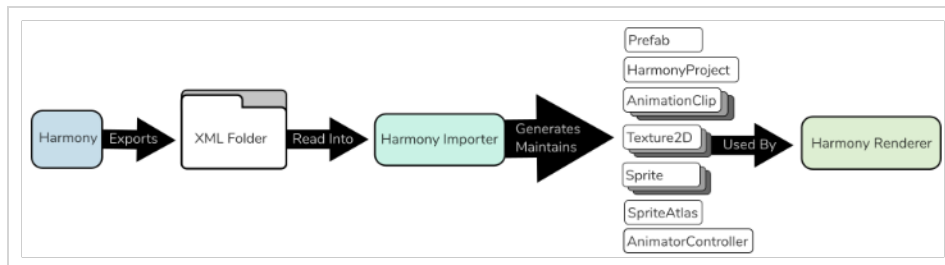 Harmony
Exports
XML Folder
Read Into
Harmony Importer
Generates
Maintains
Prefab
HarmonyProject
AnimationClip
Texture2D
Sprite
SpriteAtlas
AnimatorController
Used By
Harmony Renderer